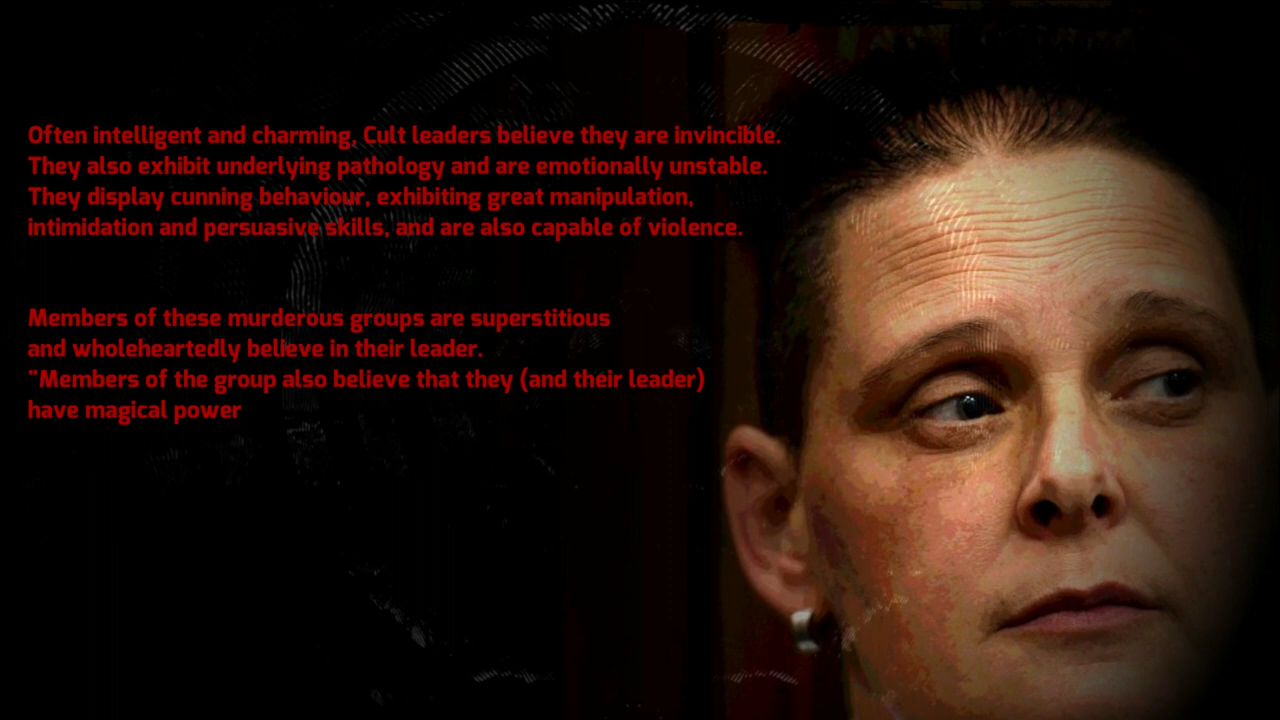 Often intelligent and charming, Cult leaders believe they are invincible.
They also exhibit underlying pathology and are emotionally unstable.
They display cunning behaviour, exhibiting great manipulation,
intimidation and persuasive skills, and are also capable of violence.
Members of these murderous groups are superstitious
and wholeheartedly believe in their leader.
"Members of the group also believe that they (and their leader)
have magical power